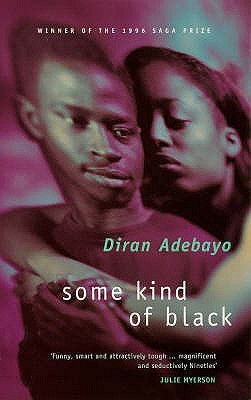 WINNER OF THE 1996 SAGA PRIZE
Diran Adebayo
some kind
of black
'Funny, smart and attractively tough ... magnificent
and seductively Nineties'
JULIE MYERSON